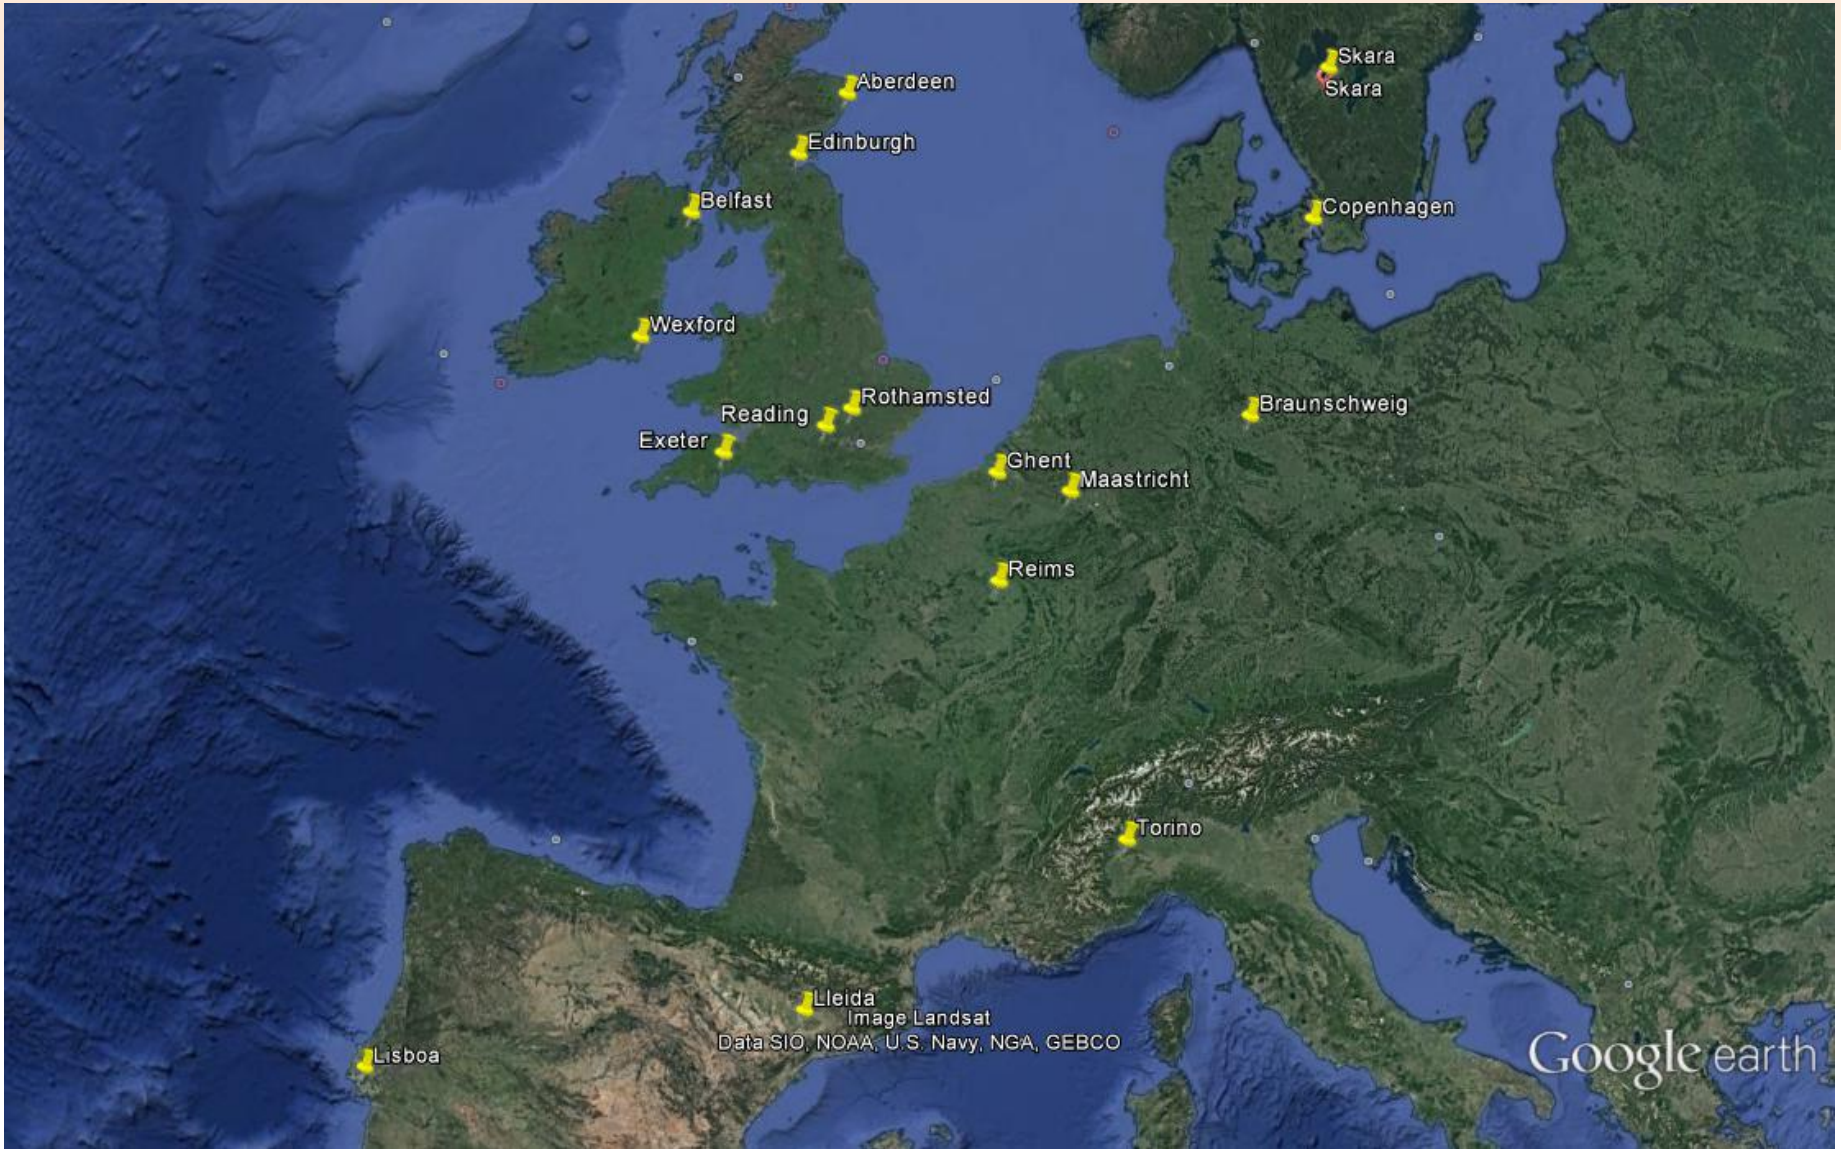 Skara
Skara
Aberdeen
Edinburgh
Belfast
Copenhagen
Wexford
Rothamsted
Reading
Braunschweig
Exeter
Ghent
Maastricht
Reims
Torino
Lleida
Image Landsat
Data SIO, NOAA, U.S. Navy, NGA, GEBCO
Lisboa
Google earth